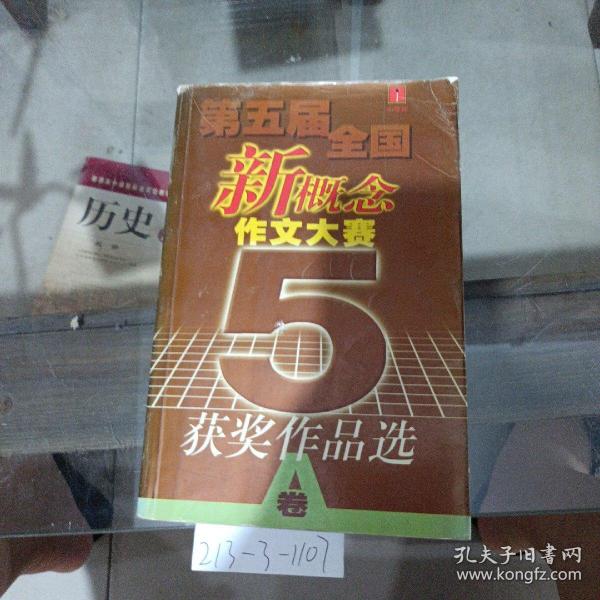 第五届
全国
新概念
作文大赛
5
获奖作品选
A
卷
历史
213-3-1107
孔夫子旧书网
www.kongfz.com